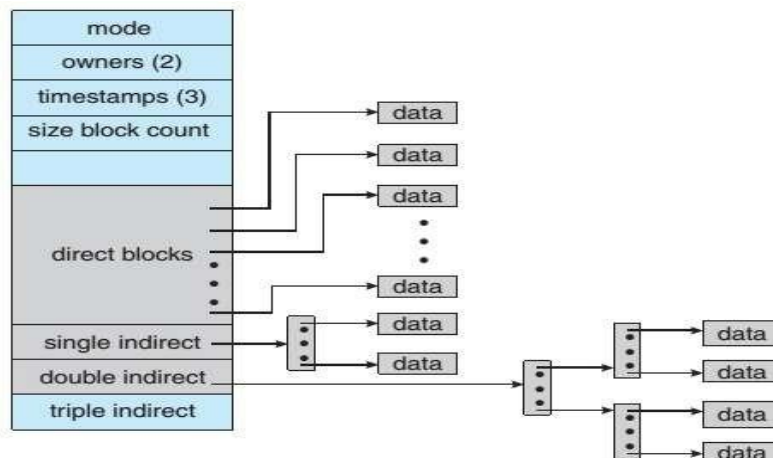 mode
owners (2)
timestamps (3)
size block count
direct blocks
single indirect
double indirect
triple indirect
data
data
data
data
data
data
data
data
data
data